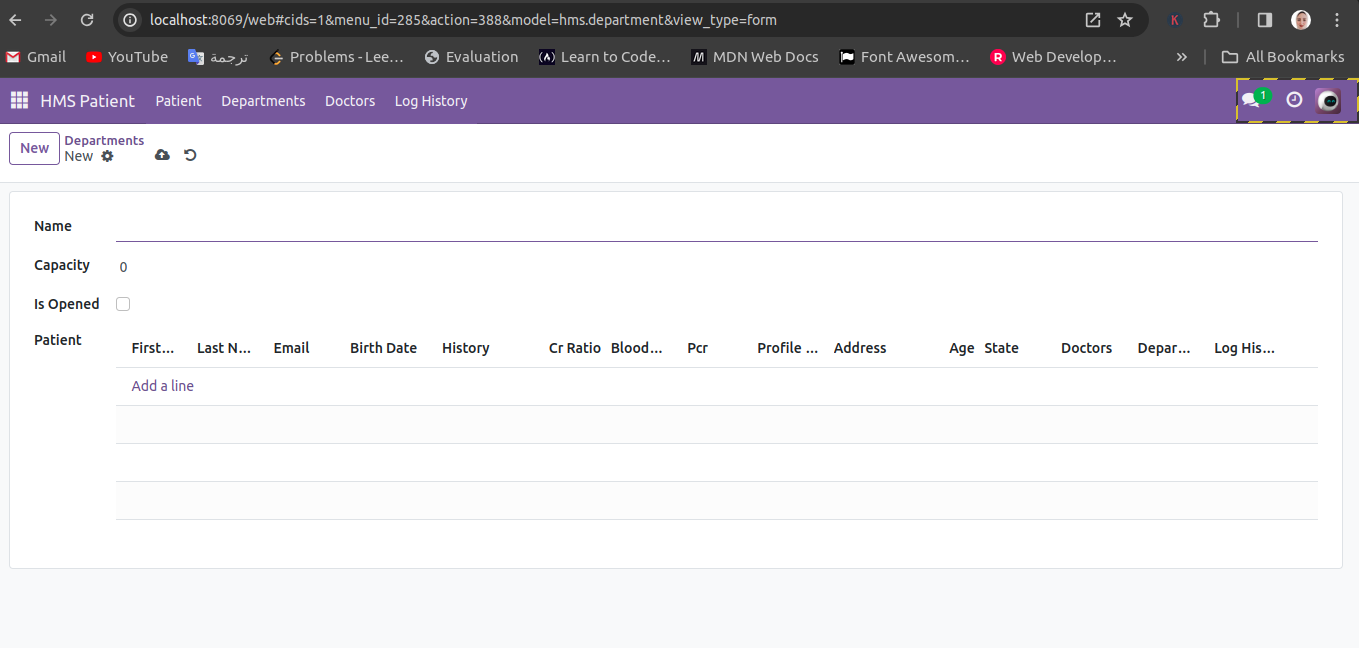 localhost:8069/web#cids=1&menu_id=285&action=388&model=hms.department&view_type=form K
Gmail YouTube ترجمة Problems - Lee... Evaluation Learn to Code... MDN Web Docs Font Awesom... R Web Develop... » All Bookmarks
HMS Patient Patient Departments Doctors Log History 1
New Departments
New
Name
Capacity 0
Is Opened
Patient
First... Last N... Email Birth Date History Cr Ratio Blood... Pcr Profile ... Address Age State Doctors Depar... Log His...
Add a line